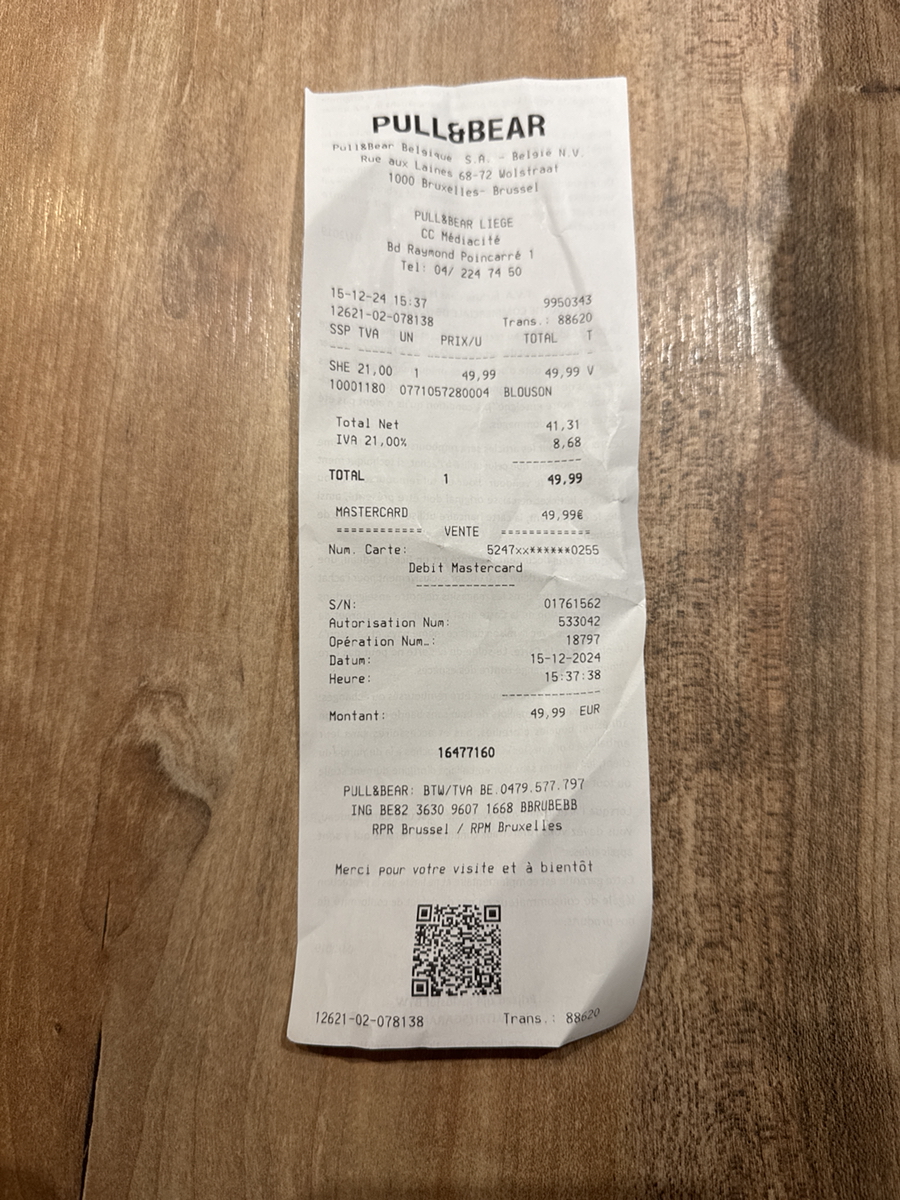 PULL&BEAR
Pull&Bear Belgique S.A. - België N.V.
Rue aux Laines 68-72 Wolstraat
1000 Bruxelles- Brussel
PULL&BEAR LIEGE
CC Médiacité
Bd Raymond Poincarré 1
Tel: 04/ 224 74 50
15-12-24 15:37 9950343
12621-02-078138 Trans.: 88620
SSP TVA UN PRIX/U TOTAL T
--- ----- --- ---------- ----------- --
SHE 21,00 1 49,99 49,99 V
10001180 0771057280004 BLOUSON
Total Net 41,31
IVA 21,00% 8,68
----------
TOTAL 1 49,99
MASTERCARD 49,99€
============ VENTE =============
Num. Carte: 5247xx******0255
Debit Mastercard
--------------
S/N: 01761562
Autorisation Num: 533042
Opération Num…: 18797
Datum: 15-12-2024
Heure: 15:37:38
--------------
Montant: 49,99 EUR
16477160
PULL&BEAR: BTW/TVA BE.0479.577.797
ING BE82 3630 9607 1668 BBRUBEBB
RPR Brussel / RPM Bruxelles
Merci pour votre visite et à bientôt
12621-02-078138 Trans.: 88620